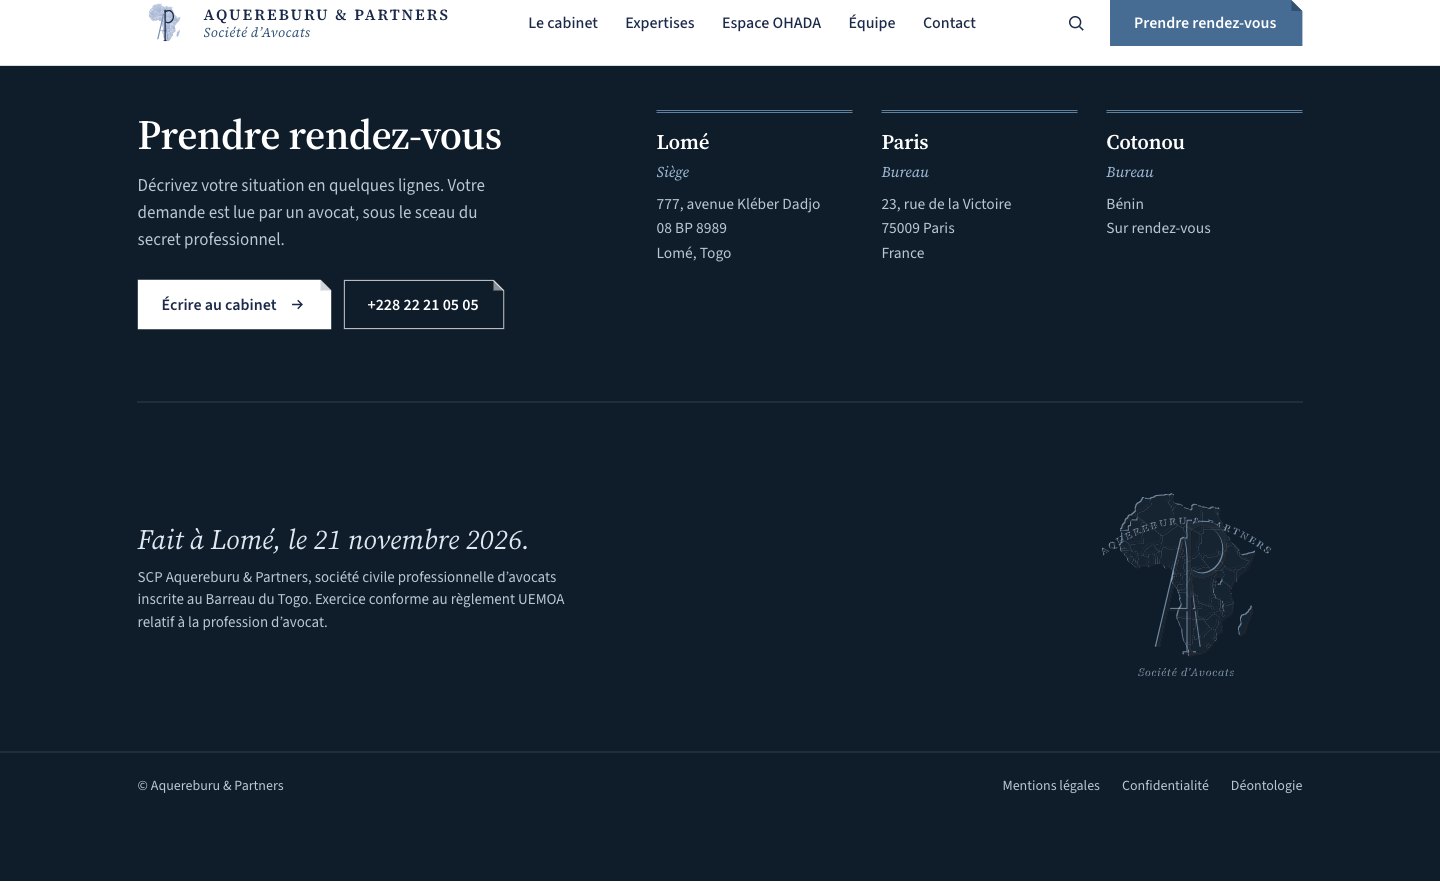 AQUEREBURU & PARTNERS
Société d’Avocats
Le cabinet
Expertises
Espace OHADA
Équipe
Contact
Prendre rendez-vous
Prendre rendez-vous
Décrivez votre situation en quelques lignes. Votre
demande est lue par un avocat, sous le sceau du
secret professionnel.
Écrire au cabinet →
+228 22 21 05 05
Lomé
Siège
777, avenue Kléber Dadjo
08 BP 8989
Lomé, Togo
Paris
Bureau
23, rue de la Victoire
75009 Paris
France
Cotonou
Bureau
Bénin
Sur rendez-vous
Fait à Lomé, le 21 novembre 2026.
SCP Aquereburu & Partners, société civile professionnelle d’avocats
inscrite au Barreau du Togo. Exercice conforme au règlement UEMOA
relatif à la profession d’avocat.
AQUEREBURU & PARTNERS
AP
Société d’Avocats
© Aquereburu & Partners
Mentions légales
Confidentialité
Déontologie